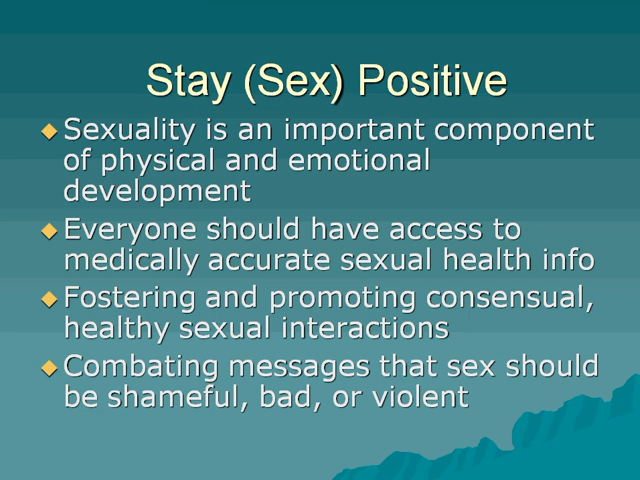 Stay (Sex) Positive
Sexuality is an important component
of physical and emotional
development
Everyone should have access to
medically accurate sexual health info
Fostering and promoting consensual,
healthy sexual interactions
Combating messages that sex should
be shameful, bad, or violent